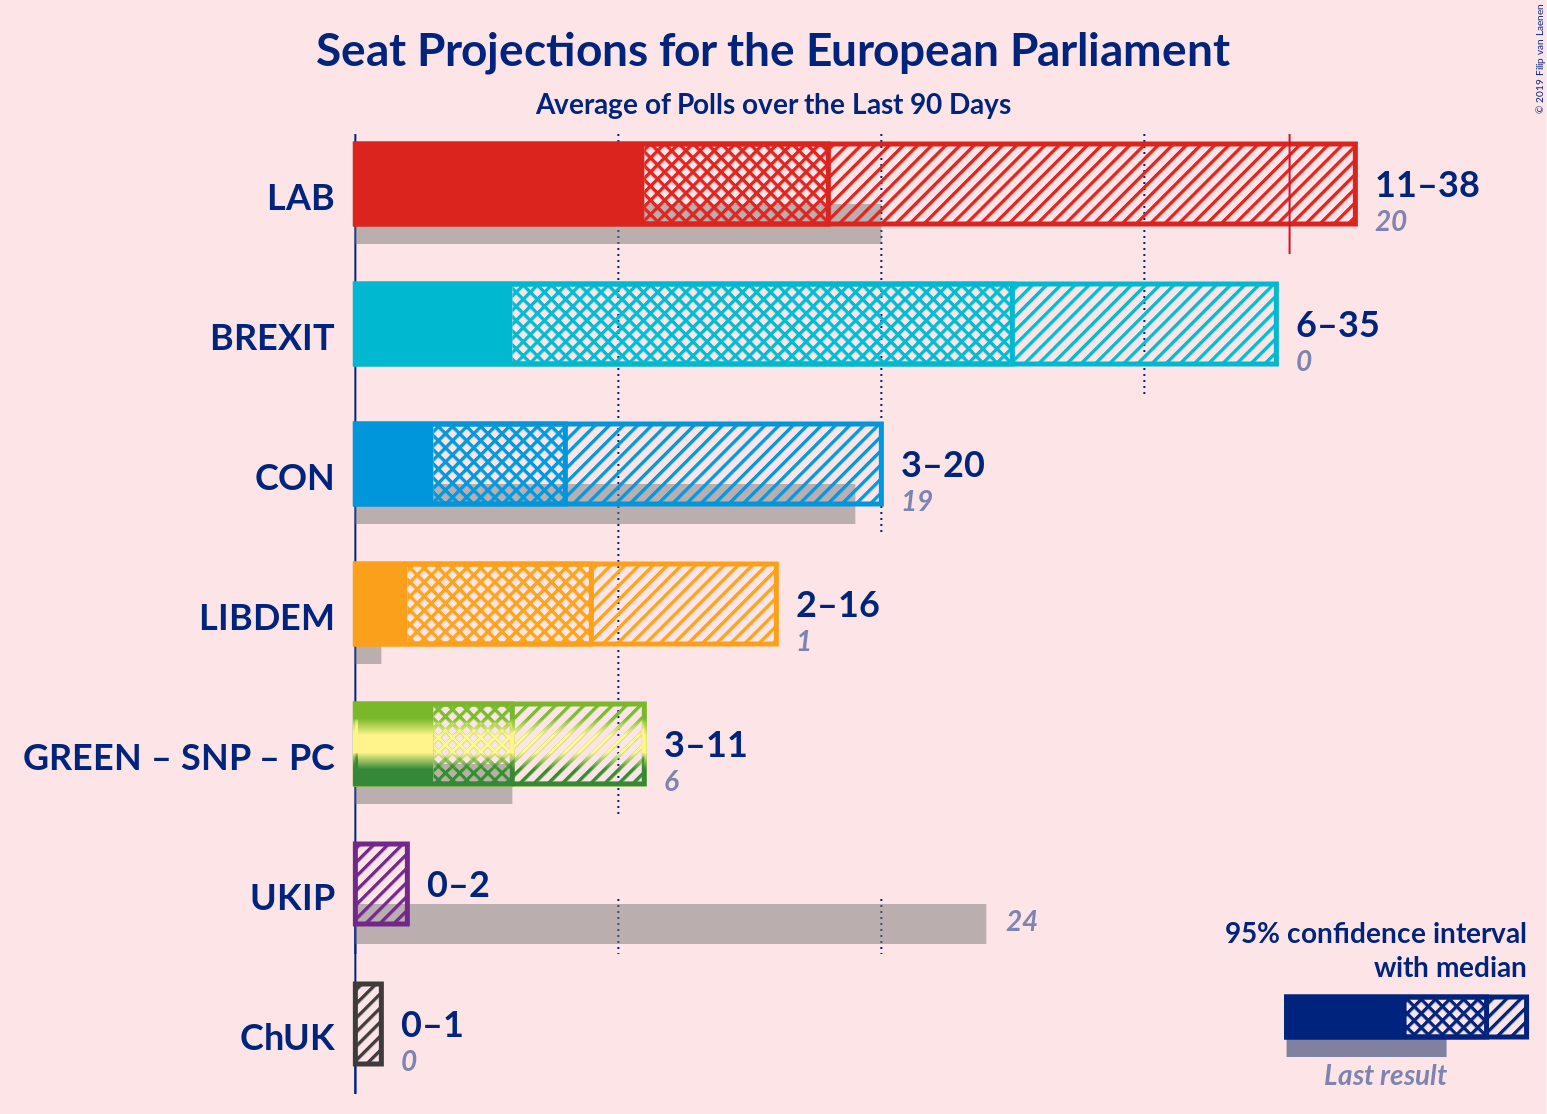 Seat Projections for the European Parliament
Average of Polls over the Last 90 Days
© 2019 Filip van Laenen
LAB
11–38
20
BREXIT
6–35
0
CON
3–20
19
LIBDEM
2–16
1
GREEN – SNP – PC
3–11
6
UKIP
0–2
24
ChUK
0–1
0
95% confidence interval
with median
Last result